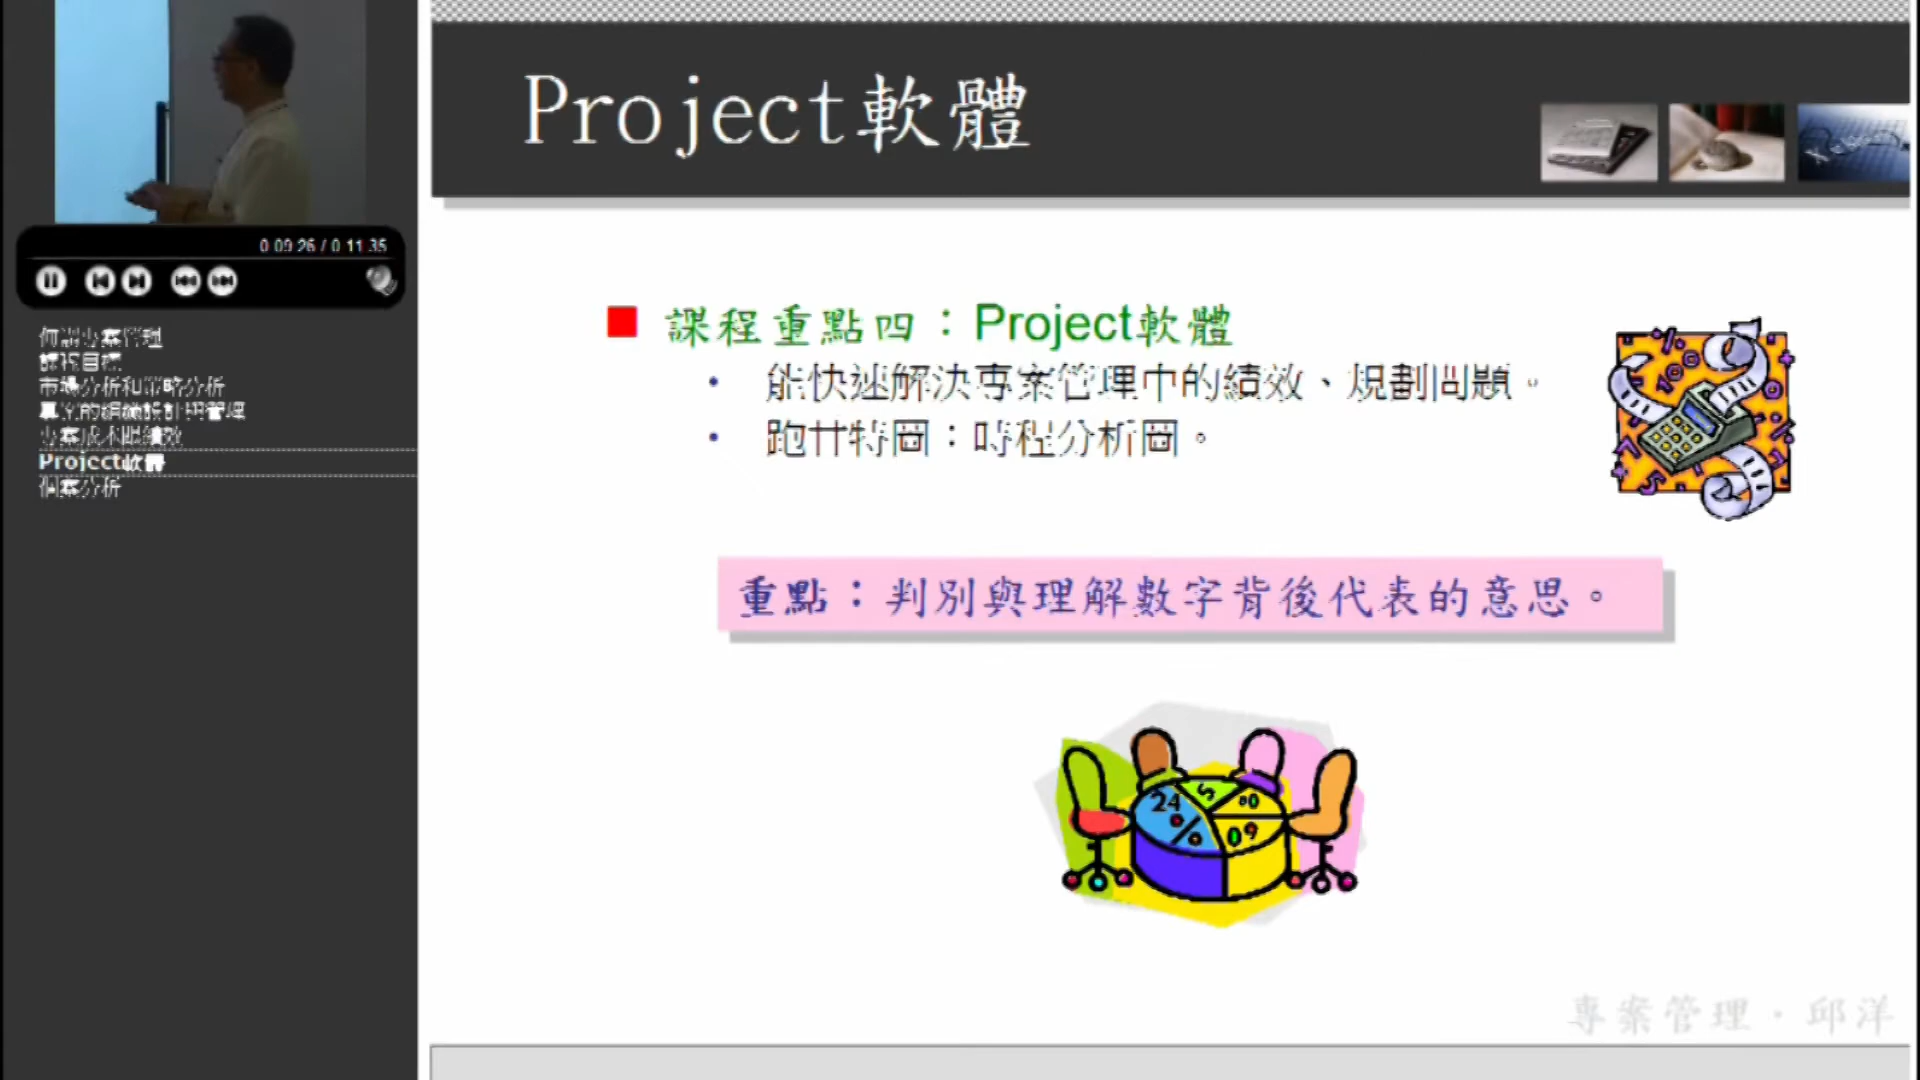 Project軟體
0:09:26 / 0:11:35
何謂專案管理
課程目標
市場分析和策略分析
專案的組織設計與管理
專案成本與績效
Project軟體
個案分析
課程重點四：Project軟體
能快速解決專案管理中的績效、規劃問題。
跑甘特圖：時程分析圖。
重點：判別與理解數字背後代表的意思。
專案管理・邱洋